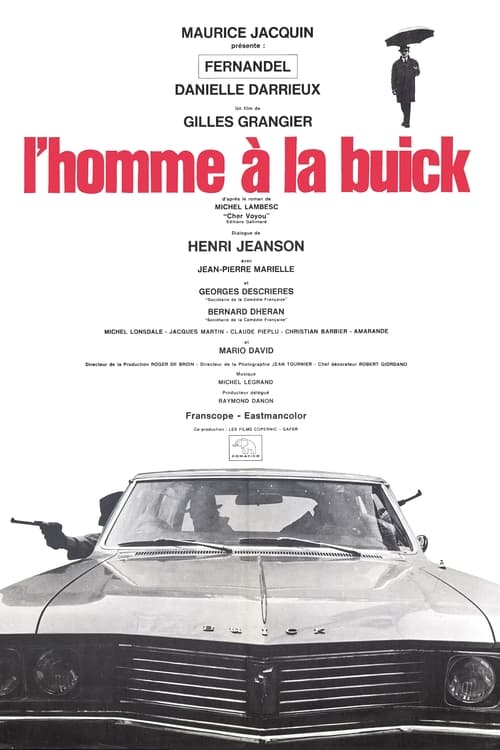 MAURICE JACQUIN
présente :
FERNANDEL
DANIELLE DARRIEUX
Un film de
GILLES GRANGIER
l'homme à la buick
d'après le roman de
MICHEL LAMBESC
"Cher Voyou"
Editions Gallimard
Dialogue de
HENRI JEANSON
avec
JEAN-PIERRE MARIELLE
et
GEORGES DESCRIERES
"Sociétaire de la Comédie Française"
BERNARD DHERAN
"Sociétaire de la Comédie Française"
MICHEL LONSDALE - JACQUES MARTIN - CLAUDE PIEPLU - CHRISTIAN BARBIER - AMARANDE
et
MARIO DAVID
Directeur de la Production ROGER DE BROIN - Directeur de la Photographie JEAN TOURNIER - Chef décorateur ROBERT GIORDANO
Musique
MICHEL LEGRAND
Producteur délégué
RAYMOND DANON
Franscope - Eastmancolor
Co-production : LES FILMS COPERNIC - GAFER
COMACICO
BUICK